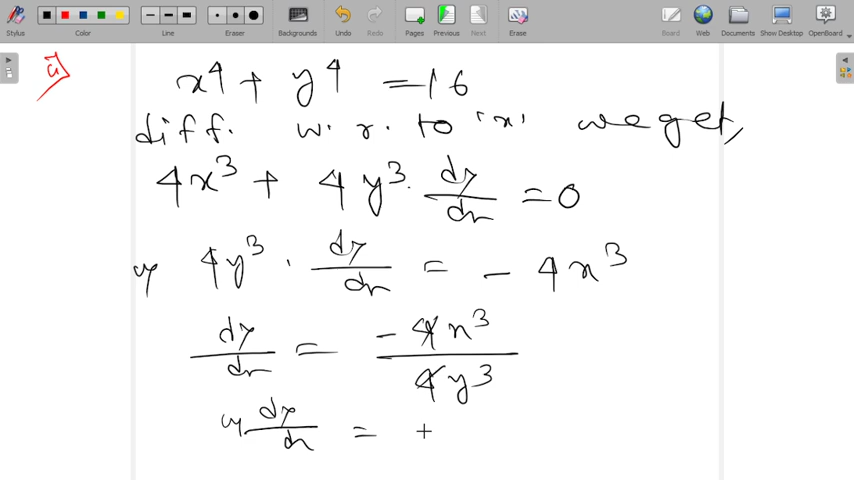 Stylus
Color
Line
Eraser
Backgrounds
Undo
Redo
Pages
Previous
Next
Erase
Board
Web
Documents
Show Desktop
OpenBoard
x⁴ + y⁴ = 16
diff. w.r. to 'x' we get,
4x³ + 4y³ · dy/dx = 0
4y³ · dy/dx = - 4x³
dy/dx = - 4x³ / 4y³
dy/dx = +